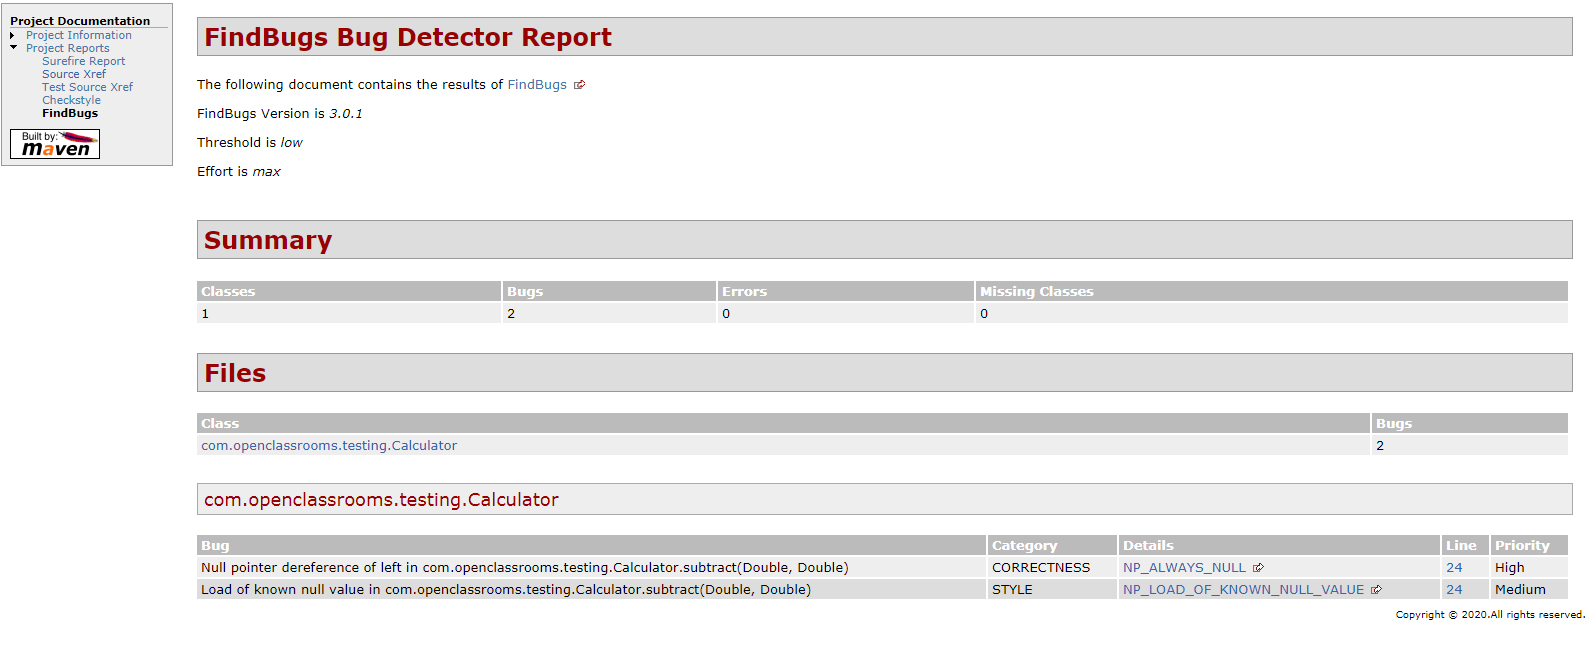 Project Documentation
Project Information
Project Reports
Surefire Report
Source Xref
Test Source Xref
Checkstyle
FindBugs
Built by:
maven
FindBugs Bug Detector Report
The following document contains the results of FindBugs
FindBugs Version is 3.0.1
Threshold is low
Effort is max
Summary
Classes Bugs Errors Missing Classes
1 2 0 0
Files
Class Bugs
com.openclassrooms.testing.Calculator 2
com.openclassrooms.testing.Calculator
Bug Category Details Line Priority
Null pointer dereference of left in com.openclassrooms.testing.Calculator.subtract(Double, Double) CORRECTNESS NP_ALWAYS_NULL 24 High
Load of known null value in com.openclassrooms.testing.Calculator.subtract(Double, Double) STYLE NP_LOAD_OF_KNOWN_NULL_VALUE 24 Medium
Copyright © 2020.All rights reserved.